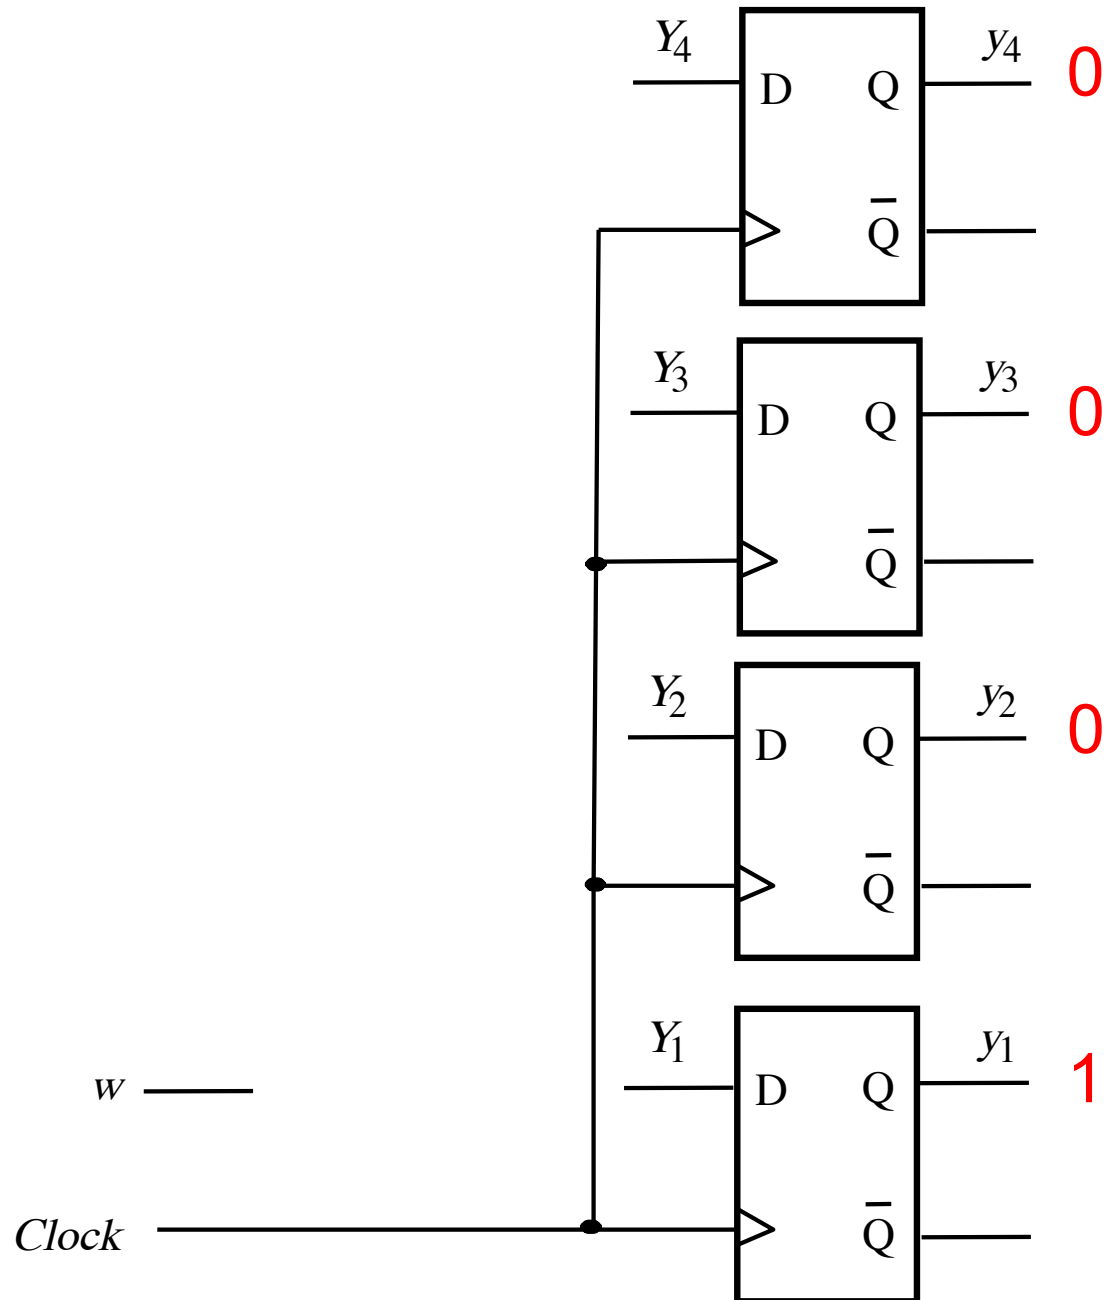 Y4 y4 0
D Q
Q̅
Y3 y3 0
D Q
Q̅
Y2 y2 0
D Q
Q̅
Y1 y1 1
w D Q
Clock Q̅